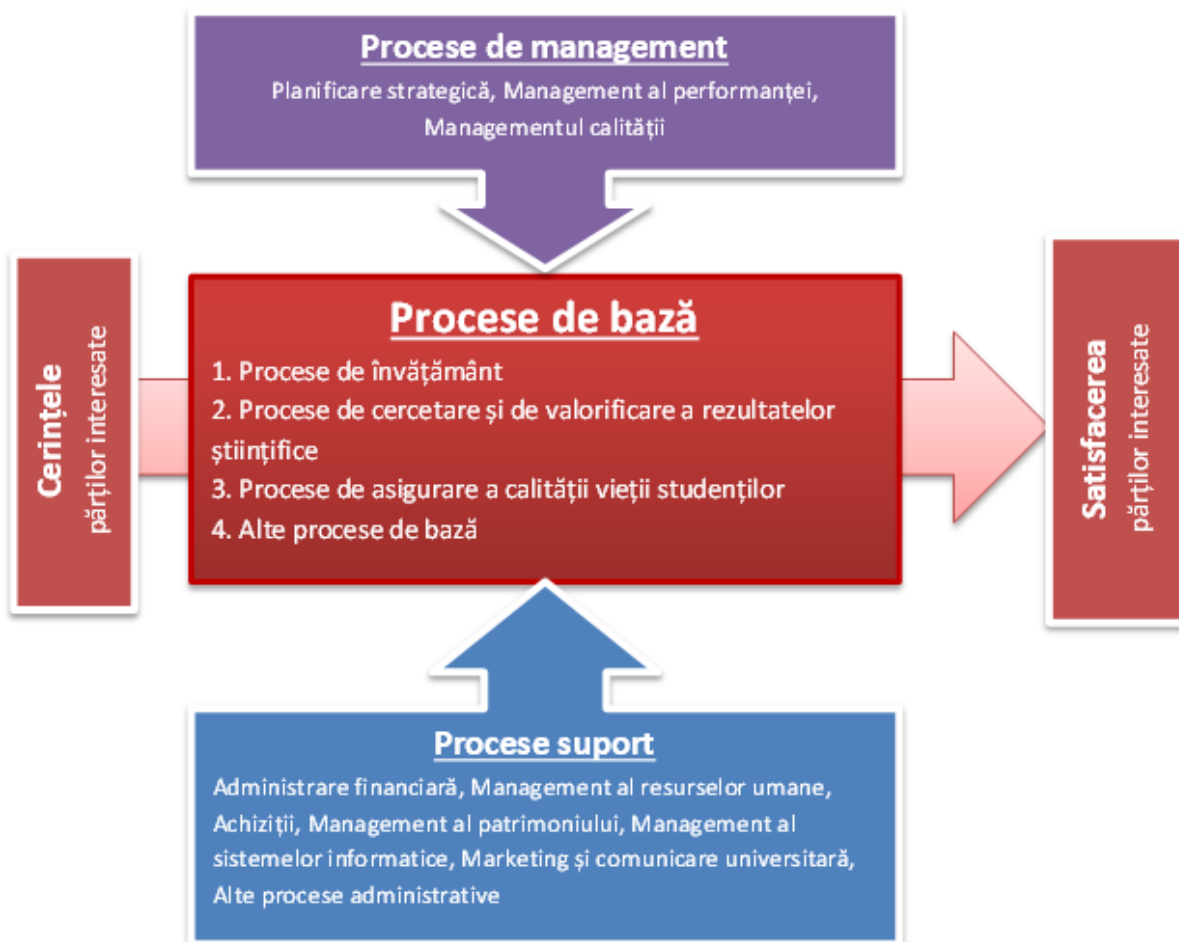 Procese de management
Planificare strategică, Management al performanței,
Managementul calității
Cerințele
părților interesate
Procese de bază
1. Procese de învățământ
2. Procese de cercetare și de valorificare a rezultatelor
științifice
3. Procese de asigurare a calității vieții studenților
4. Alte procese de bază
Satisfacerea
părților interesate
Procese suport
Administrare financiară, Management al resurselor umane,
Achiziții, Management al patrimoniului, Management al
sistemelor informatice, Marketing și comunicare universitară,
Alte procese administrative